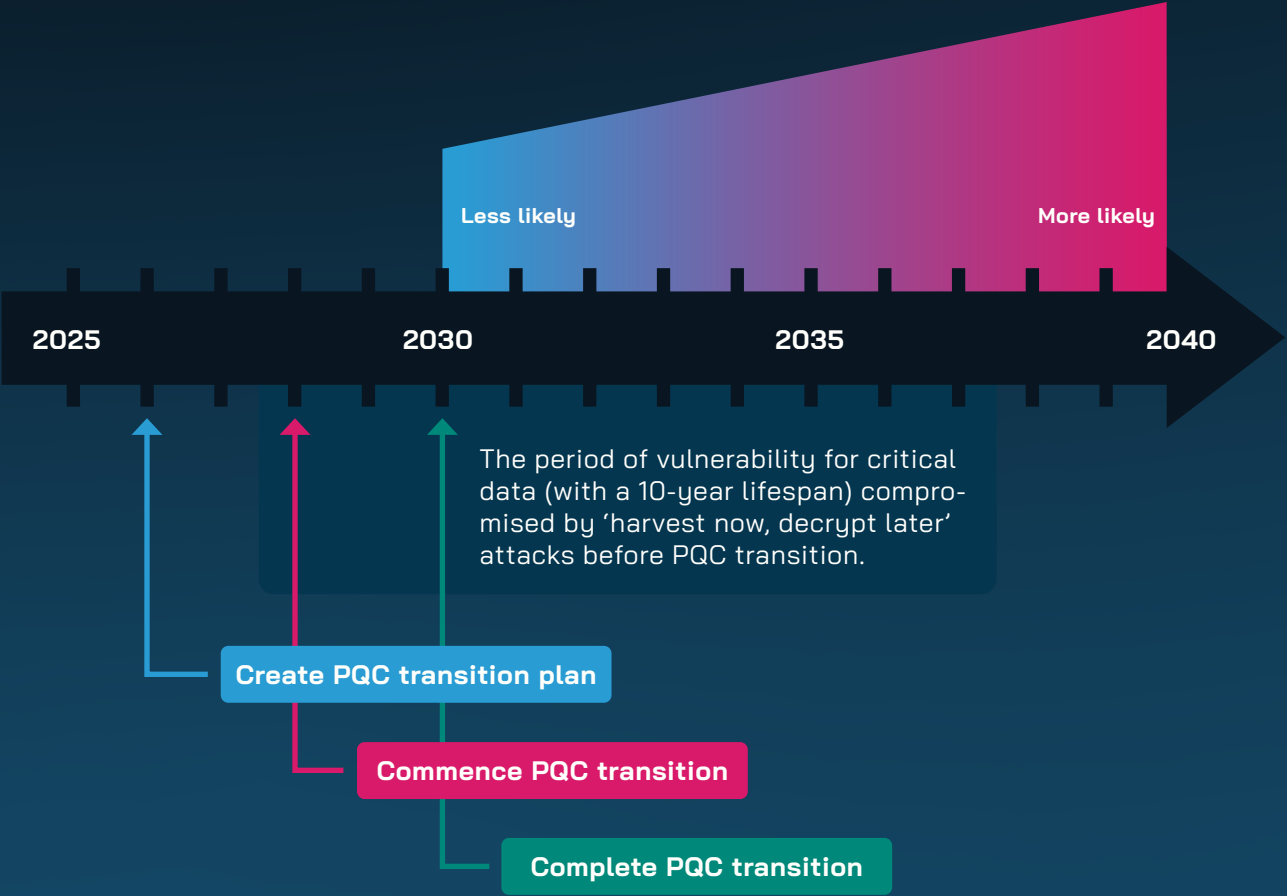 Less likely
More likely
2025
2030
2035
2040
The period of vulnerability for critical
data (with a 10-year lifespan) compro-
mised by ‘harvest now, decrypt later’
attacks before PQC transition.
Create PQC transition plan
Commence PQC transition
Complete PQC transition